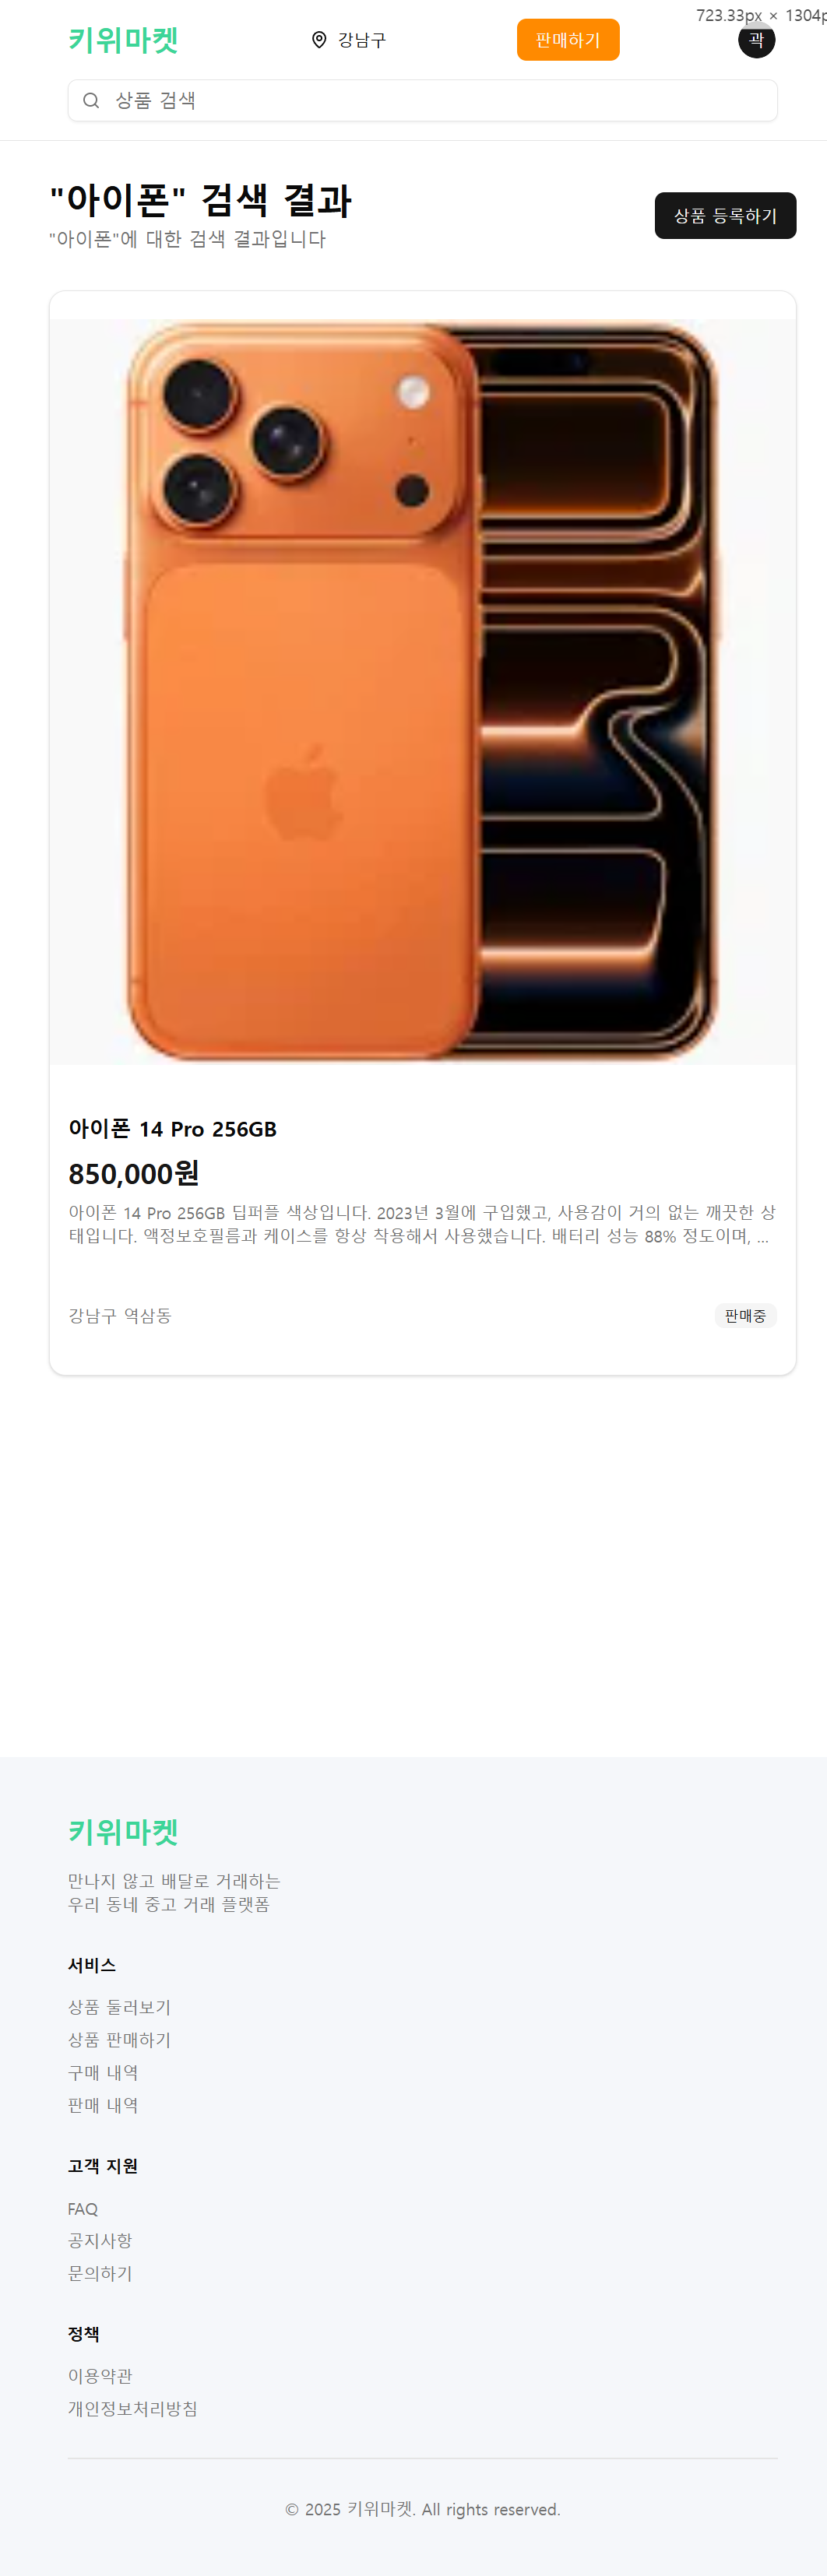 723.33px × 1304p
키위마켓
강남구
판매하기
곽
상품 검색
"아이폰" 검색 결과
"아이폰"에 대한 검색 결과입니다
상품 등록하기
아이폰 14 Pro 256GB
850,000원
아이폰 14 Pro 256GB 딥퍼플 색상입니다. 2023년 3월에 구입했고, 사용감이 거의 없는 깨끗한 상
태입니다. 액정보호필름과 케이스를 항상 착용해서 사용했습니다. 배터리 성능 88% 정도이며, ...
강남구 역삼동
판매중
키위마켓
만나지 않고 배달로 거래하는
우리 동네 중고 거래 플랫폼
서비스
상품 둘러보기
상품 판매하기
구매 내역
판매 내역
고객 지원
FAQ
공지사항
문의하기
정책
이용약관
개인정보처리방침
© 2025 키위마켓. All rights reserved.